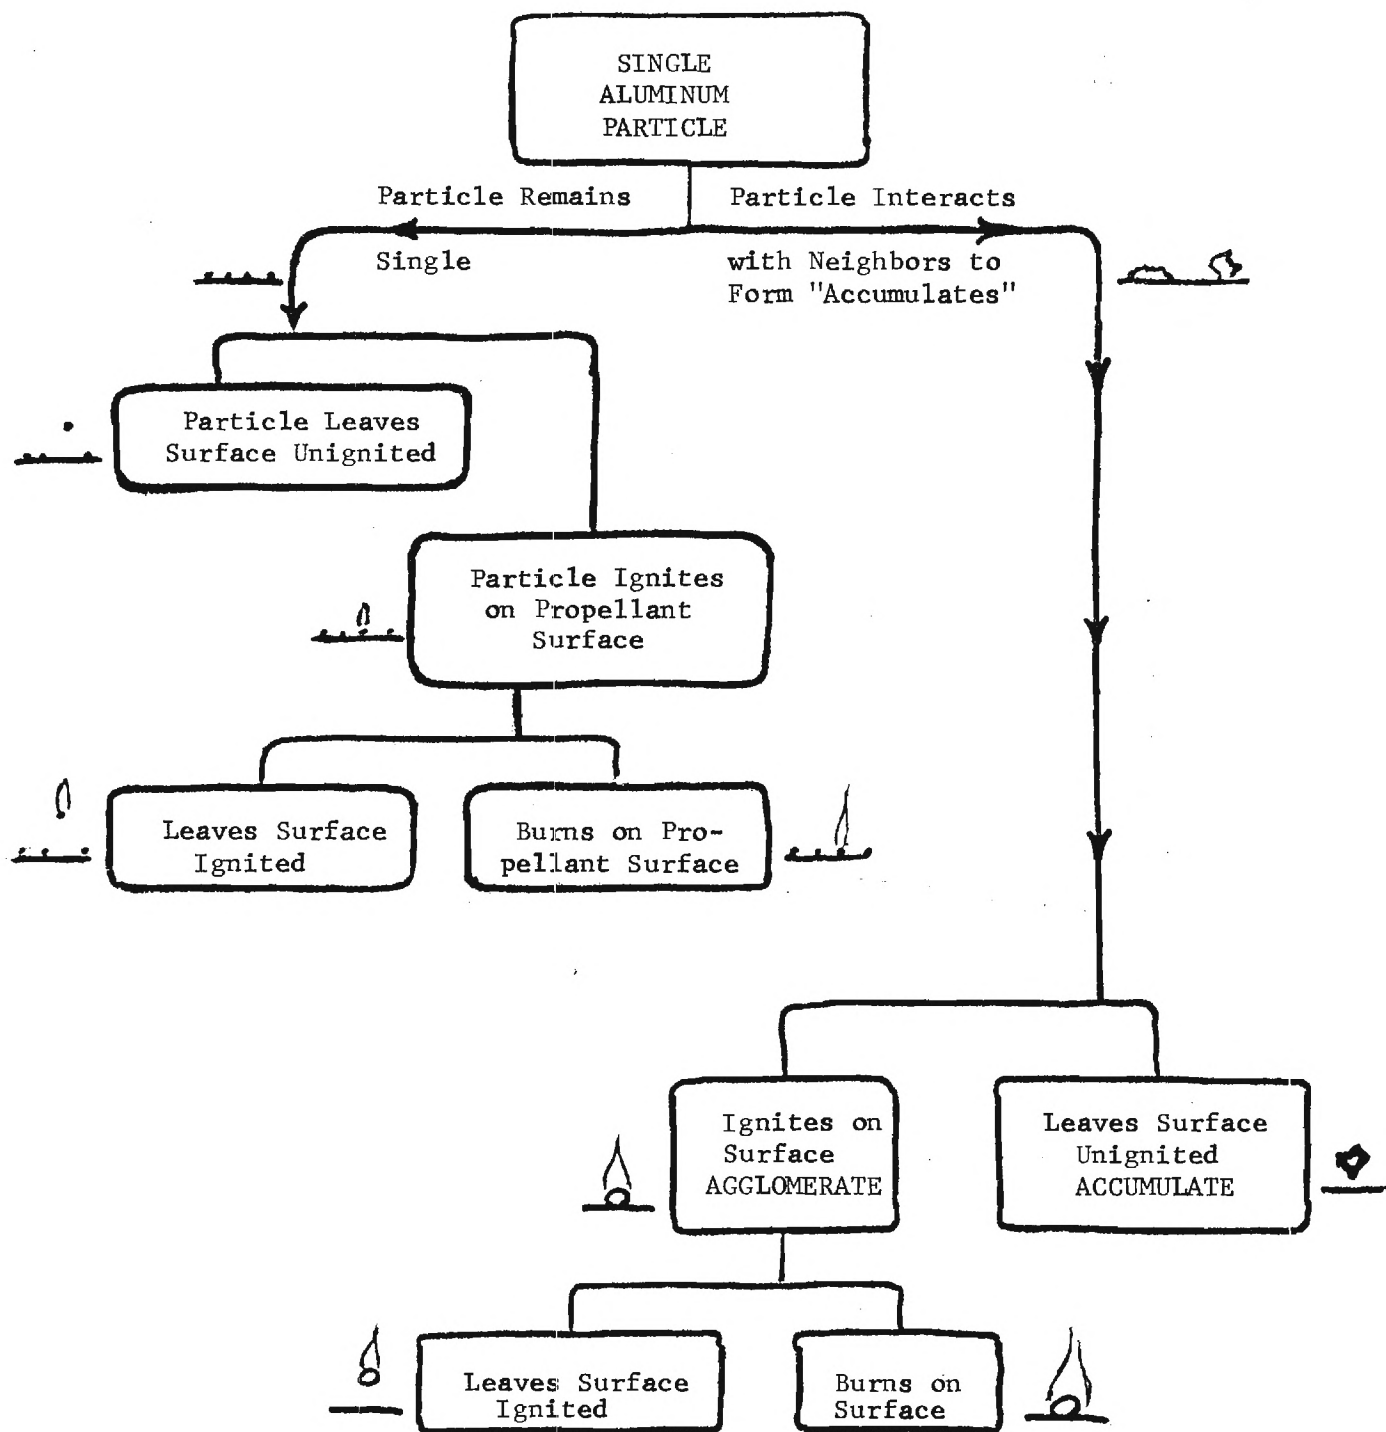 SINGLE
ALUMINUM
PARTICLE
Particle Remains
Single
Particle Interacts
with Neighbors to
Form "Accumulates"
Particle Leaves
Surface Unignited
Particle Ignites
on Propellant
Surface
Leaves Surface
Ignited
Burns on Pro-
pellant Surface
Ignites on
Surface
AGGLOMERATE
Leaves Surface
Unignited
ACCUMULATE
Leaves Surface
Ignited
Burns on
Surface